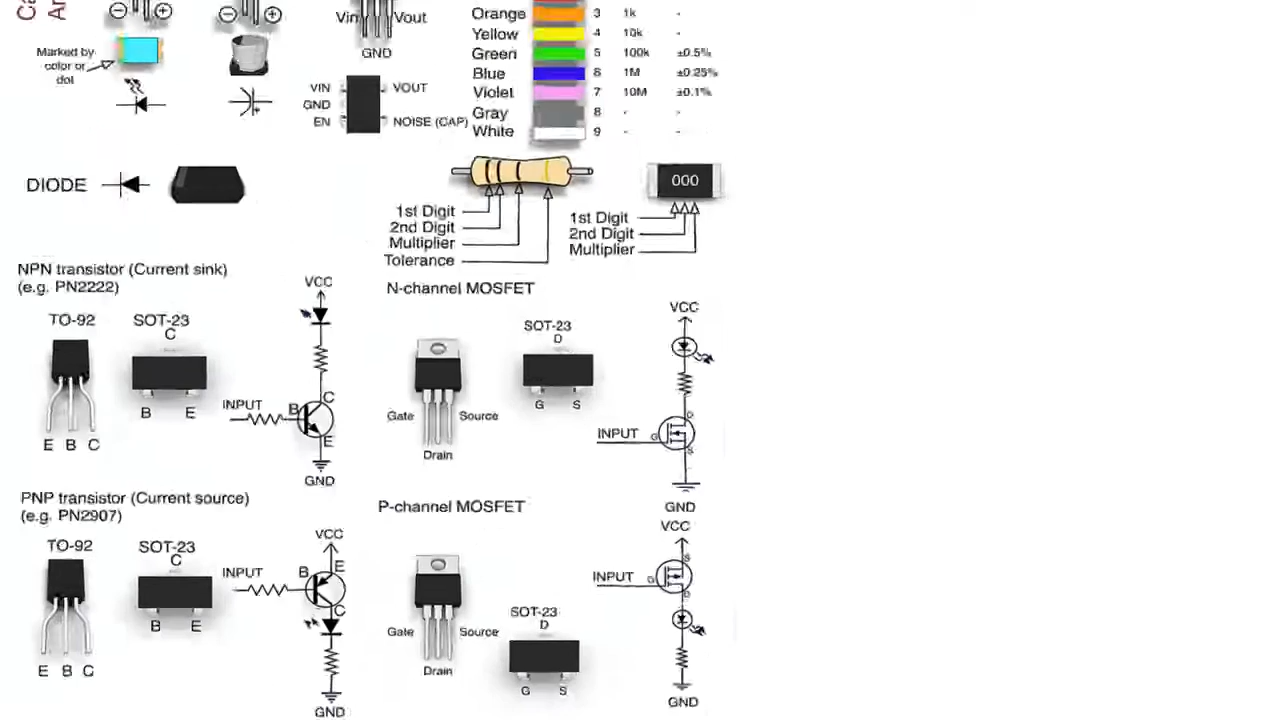 Ca
Vin Vout
GND
Marked by
color or
dot
VIN VOUT
GND
EN NOISE (CAP)
Orange 3 1k -
Yellow 4 10k -
Green 5 100k ±0.5%
Blue 6 1M ±0.25%
Violet 7 10M ±0.1%
Gray 8 - -
White 9 - -
DIODE
000
1st Digit
2nd Digit
Multiplier
Tolerance
1st Digit
2nd Digit
Multiplier
NPN transistor (Current sink)
(e.g. PN2222)
TO-92
E B C
SOT-23
C
B E
VCC
INPUT B C
E
GND
N-channel MOSFET
Gate Source
Drain
SOT-23
D
G S
VCC
INPUT G D
S
GND
PNP transistor (Current source)
(e.g. PN2907)
TO-92
E B C
SOT-23
C
B E
VCC
INPUT B E
C
GND
P-channel MOSFET
Gate Source
Drain
SOT-23
D
G S
VCC
S
INPUT G
D
GND